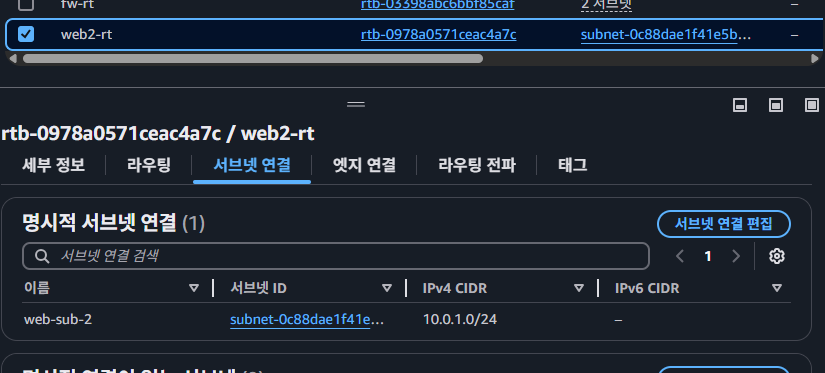 fw-rt rtb-03398abc6bbf85caf 2 서브넷 –
web2-rt rtb-0978a0571ceac4a7c subnet-0c88dae1f41e5b... –
rtb-0978a0571ceac4a7c / web2-rt
세부 정보 라우팅 서브넷 연결 엣지 연결 라우팅 전파 태그
명시적 서브넷 연결 (1) 서브넷 연결 편집
서브넷 연결 검색 1
이름 서브넷 ID IPv4 CIDR IPv6 CIDR
web-sub-2 subnet-0c88dae1f41e... 10.0.1.0/24 –